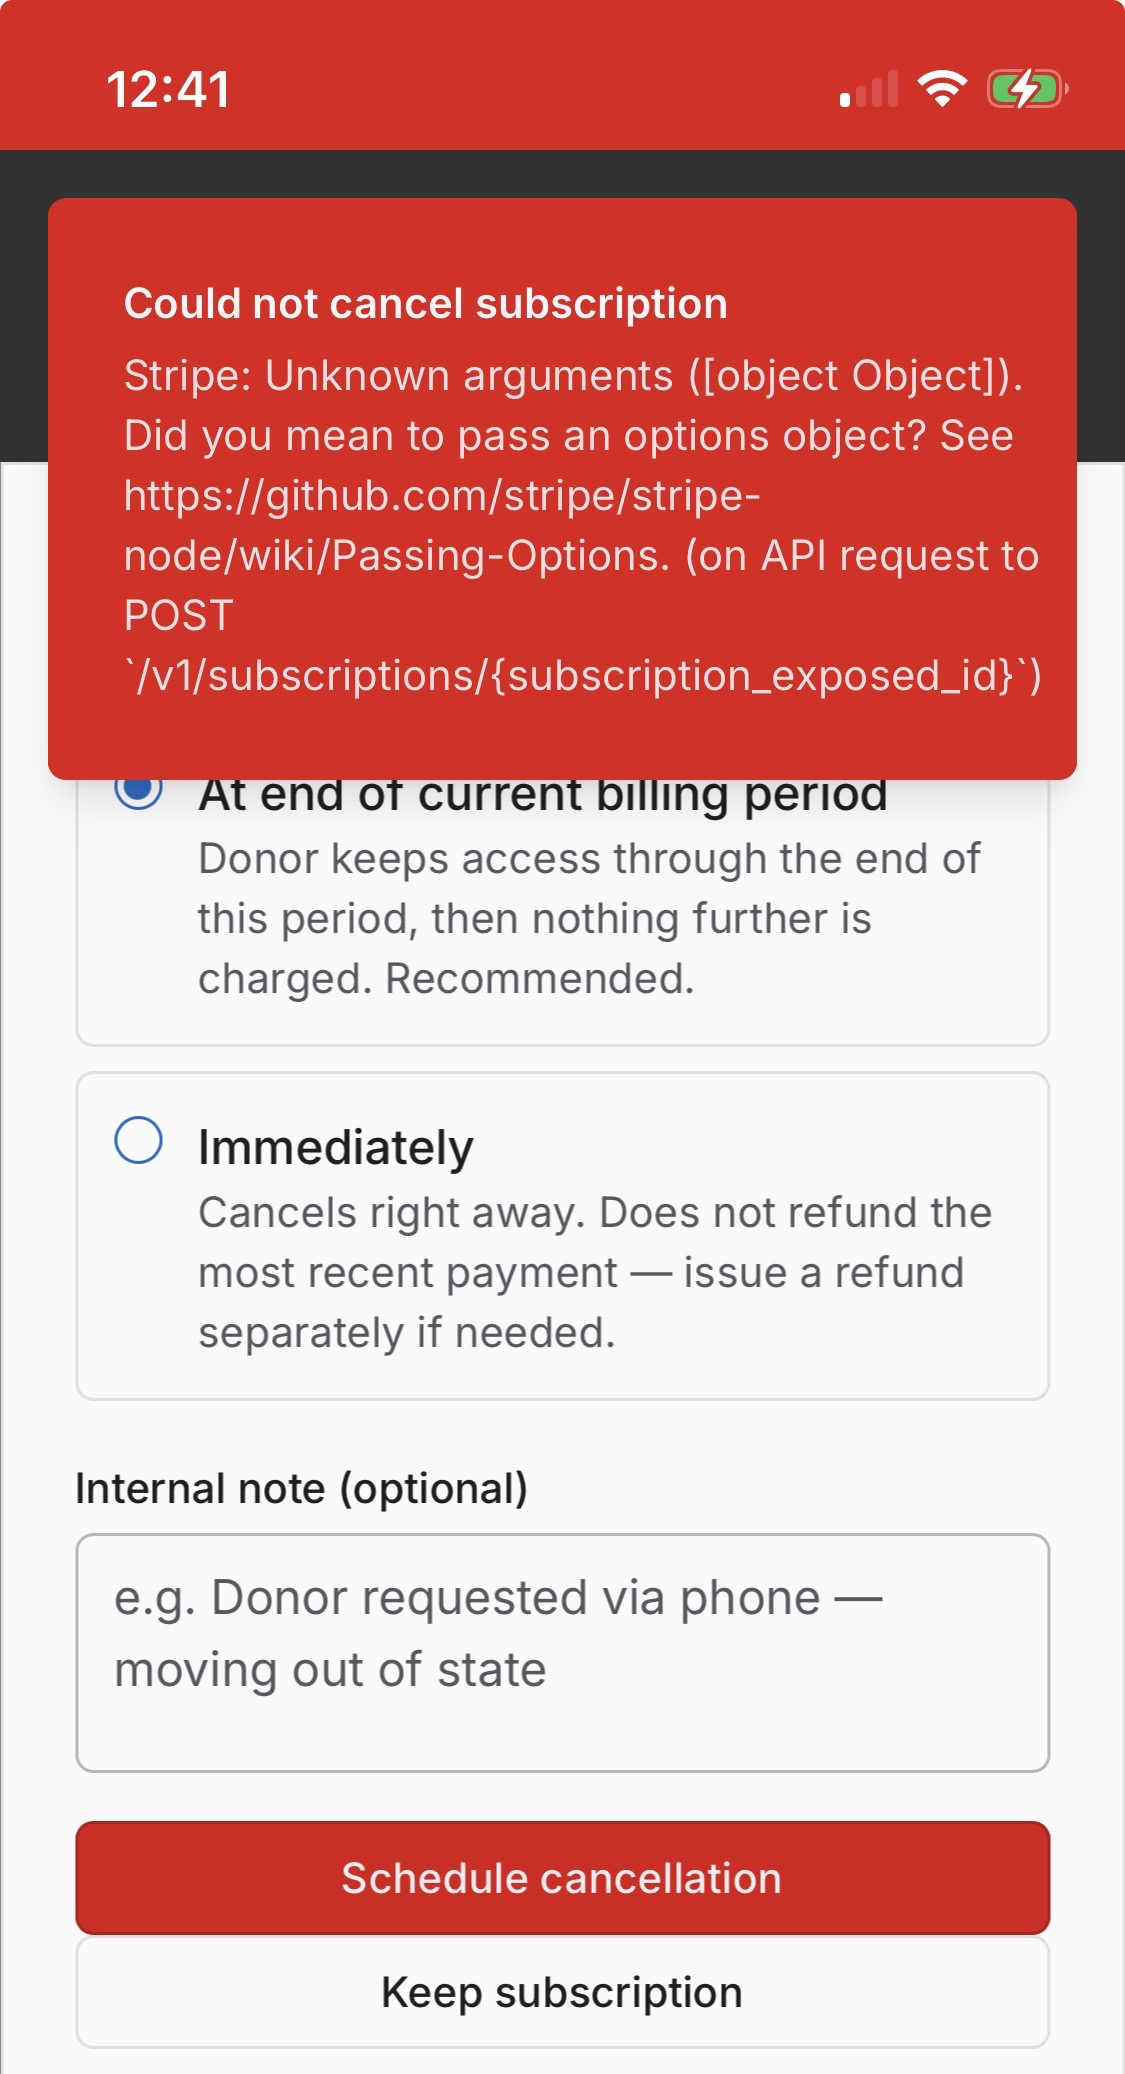 12:41
Could not cancel subscription
Stripe: Unknown arguments ([object Object]).
Did you mean to pass an options object? See
https://github.com/stripe/stripe-
node/wiki/Passing-Options. (on API request to
POST
`/v1/subscriptions/{subscription_exposed_id}`)
At end of current billing period
Donor keeps access through the end of
this period, then nothing further is
charged. Recommended.
Immediately
Cancels right away. Does not refund the
most recent payment — issue a refund
separately if needed.
Internal note (optional)
e.g. Donor requested via phone —
moving out of state
Schedule cancellation
Keep subscription